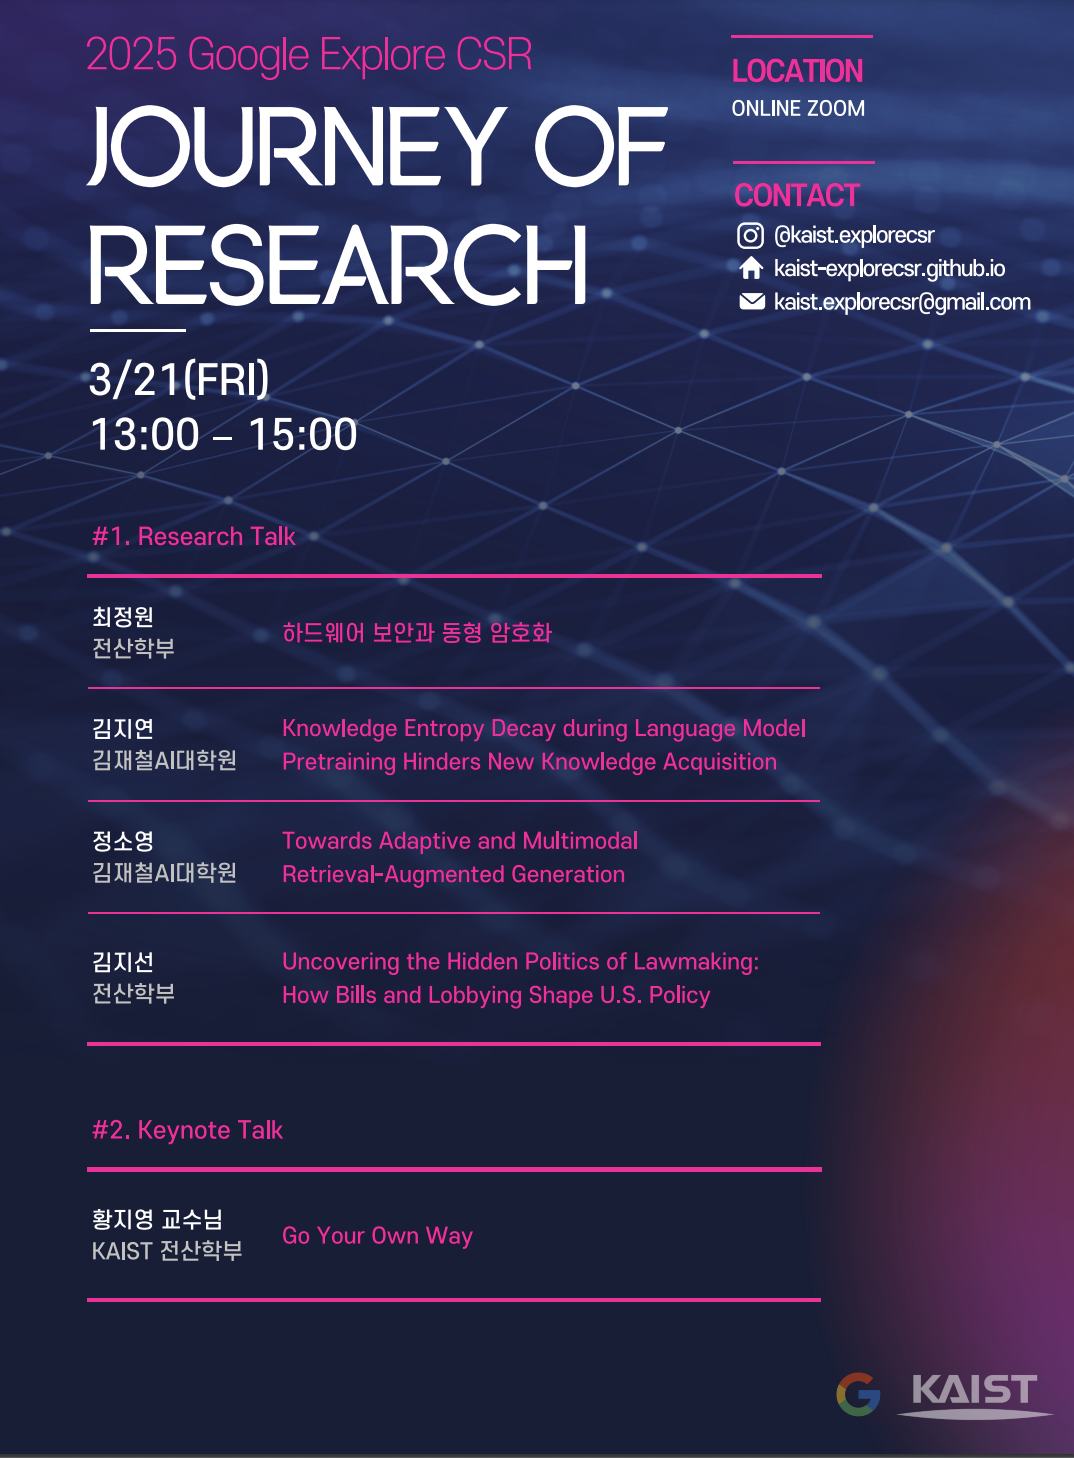 2025 Google Explore CSR
JOURNEY OF
RESEARCH
3/21(FRI)
13:00 – 15:00
LOCATION
ONLINE ZOOM
CONTACT
@kaist.explorecsr
kaist-explorecsr.github.io
kaist.explorecsr@gmail.com
#1. Research Talk
최정원
전산학부
하드웨어 보안과 동형 암호화
김지연
김재철AI대학원
Knowledge Entropy Decay during Language Model
Pretraining Hinders New Knowledge Acquisition
정소영
김재철AI대학원
Towards Adaptive and Multimodal
Retrieval-Augmented Generation
김지선
전산학부
Uncovering the Hidden Politics of Lawmaking:
How Bills and Lobbying Shape U.S. Policy
#2. Keynote Talk
황지영 교수님
KAIST 전산학부
Go Your Own Way
G
KAIST